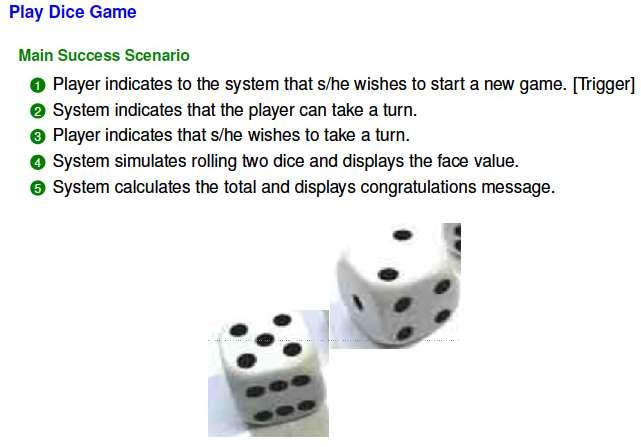 Play Dice Game
Main Success Scenario
1 Player indicates to the system that s/he wishes to start a new game. [Trigger]
2 System indicates that the player can take a turn.
3 Player indicates that s/he wishes to take a turn.
4 System simulates rolling two dice and displays the face value.
5 System calculates the total and displays congratulations message.